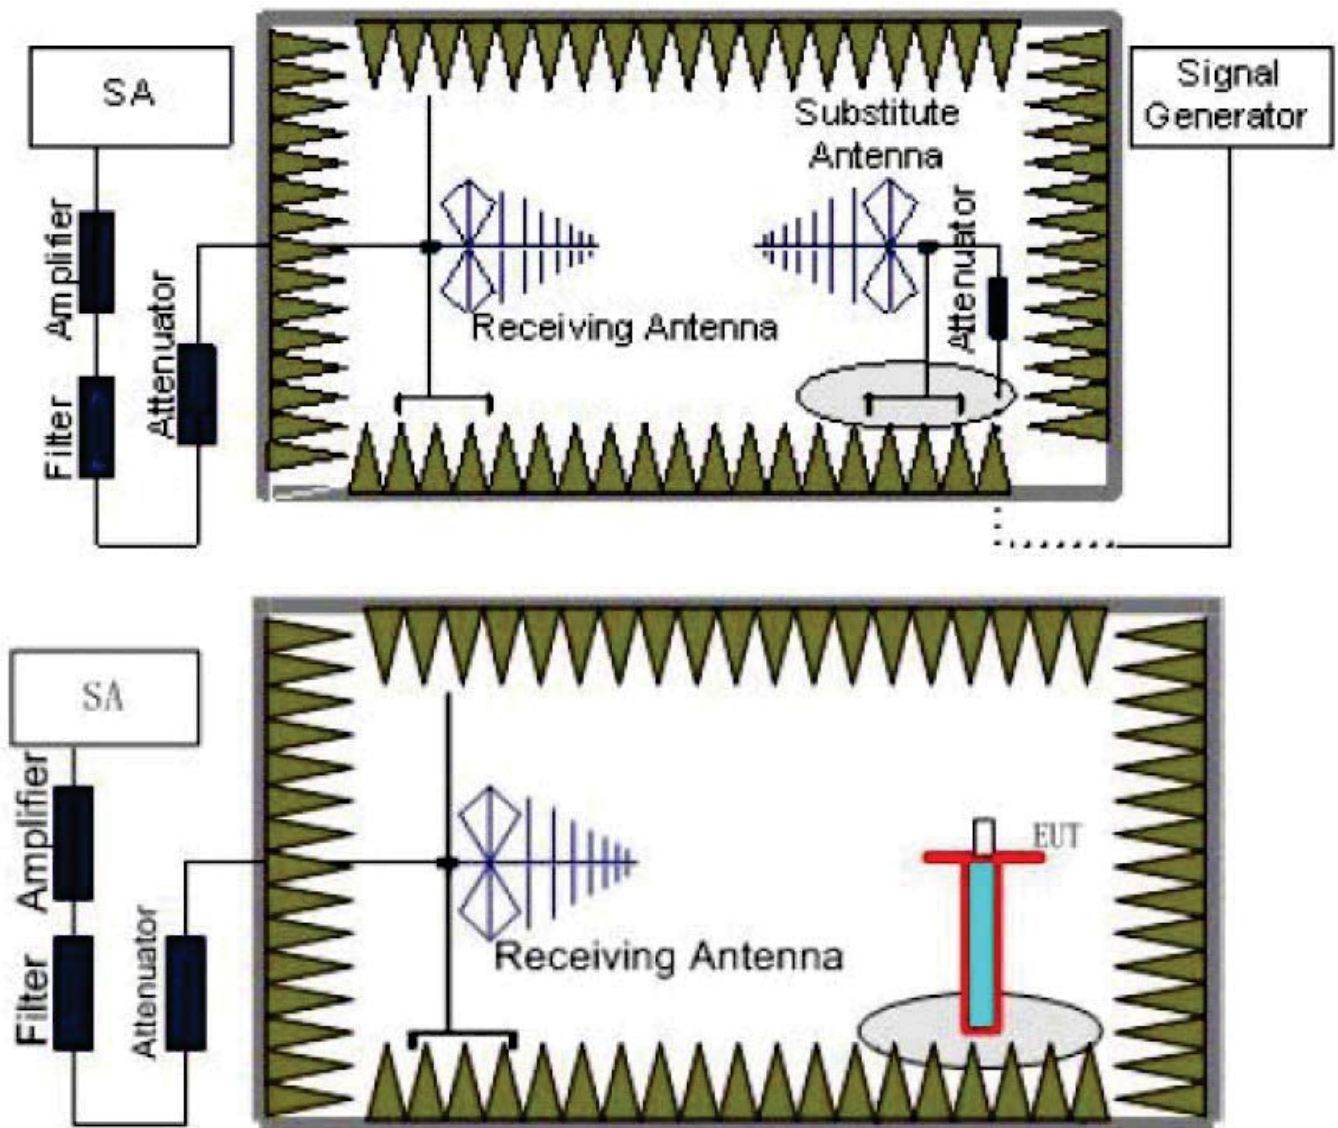 SA
Signal
Generator
Substitute
Antenna
Amplifier
Attenuator
Attenuator
Receiving Antenna
Filter
SA
Amplifier
EUT
Filter
Attenuator
Receiving Antenna